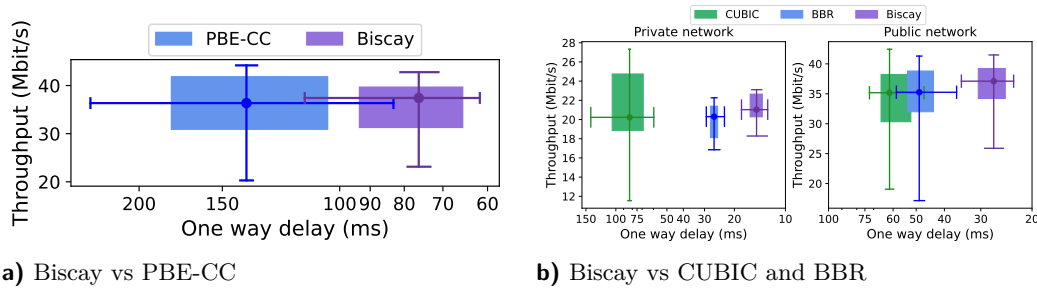 PBE-CC Biscay
Throughput (Mbit/s)
40
30
20
200 150 100 90 80 70 60
One way delay (ms)
a) Biscay vs PBE-CC
CUBIC BBR Biscay
Private network
Throughput (Mbit/s)
28
26
24
22
20
18
16
14
12
150 100 80 50 40 30 20 10
One way delay (ms)
Public network
Throughput (Mbit/s)
40
35
30
25
20
100 60 50 40 30 20
One way delay (ms)
b) Biscay vs CUBIC and BBR